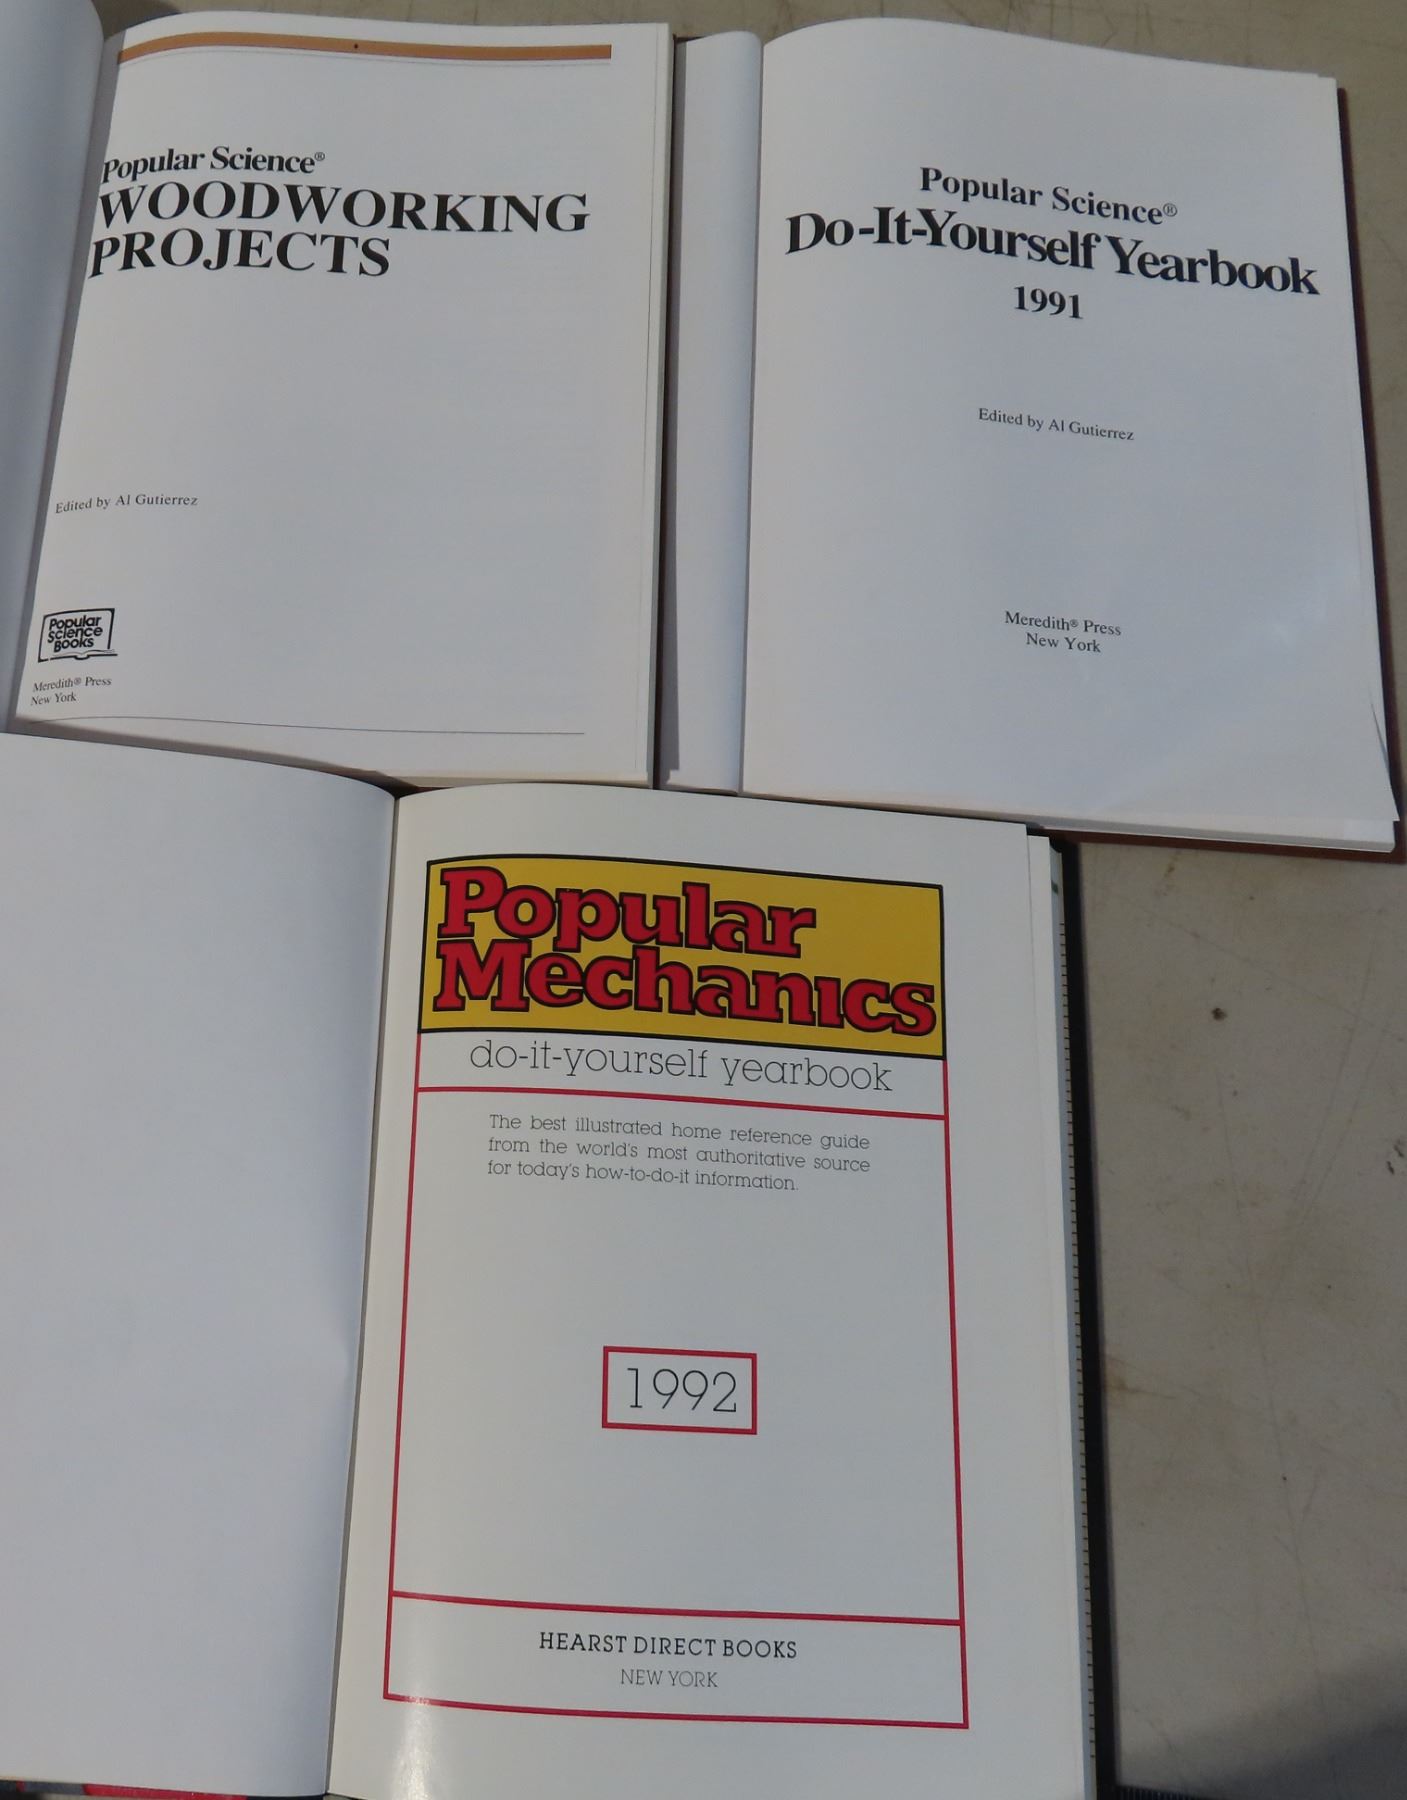 Popular Science®
WOODWORKING
PROJECTS
Edited by Al Gutierrez
Popular
Science
Books
Meredith® Press
New York
Popular Science®
Do-It-Yourself Yearbook
1991
Edited by Al Gutierrez
Meredith® Press
New York
Popular
Mechanics
do-it-yourself yearbook
The best illustrated home reference guide
from the world's most authoritative source
for today's how-to-do-it information.
1992
HEARST DIRECT BOOKS
NEW YORK